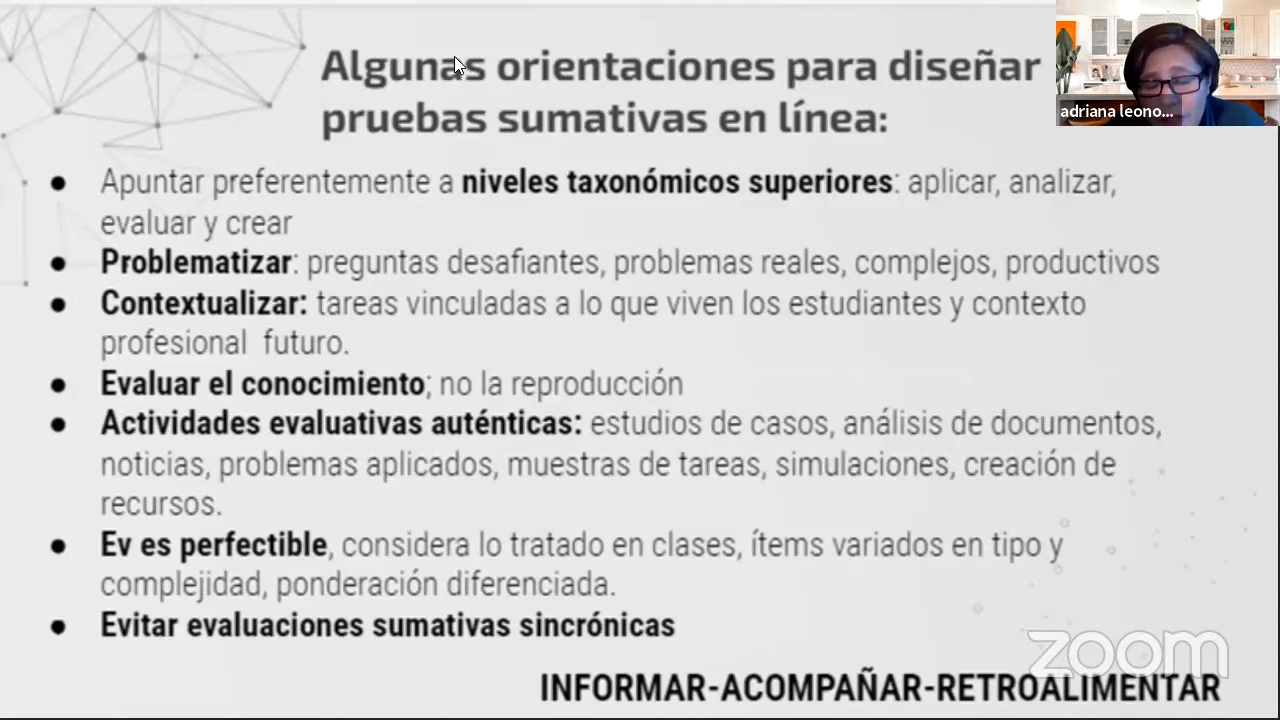 Algunas orientaciones para diseñar
pruebas sumativas en línea:
adriana leono...
● Apuntar preferentemente a niveles taxonómicos superiores: aplicar, analizar,
evaluar y crear
● Problematizar: preguntas desafiantes, problemas reales, complejos, productivos
● Contextualizar: tareas vinculadas a lo que viven los estudiantes y contexto
profesional futuro.
● Evaluar el conocimiento; no la reproducción
● Actividades evaluativas auténticas: estudios de casos, análisis de documentos,
noticias, problemas aplicados, muestras de tareas, simulaciones, creación de
recursos.
● Ev es perfectible, considera lo tratado en clases, ítems variados en tipo y
complejidad, ponderación diferenciada.
● Evitar evaluaciones sumativas sincrónicas
zoom
INFORMAR-ACOMPAÑAR-RETROALIMENTAR